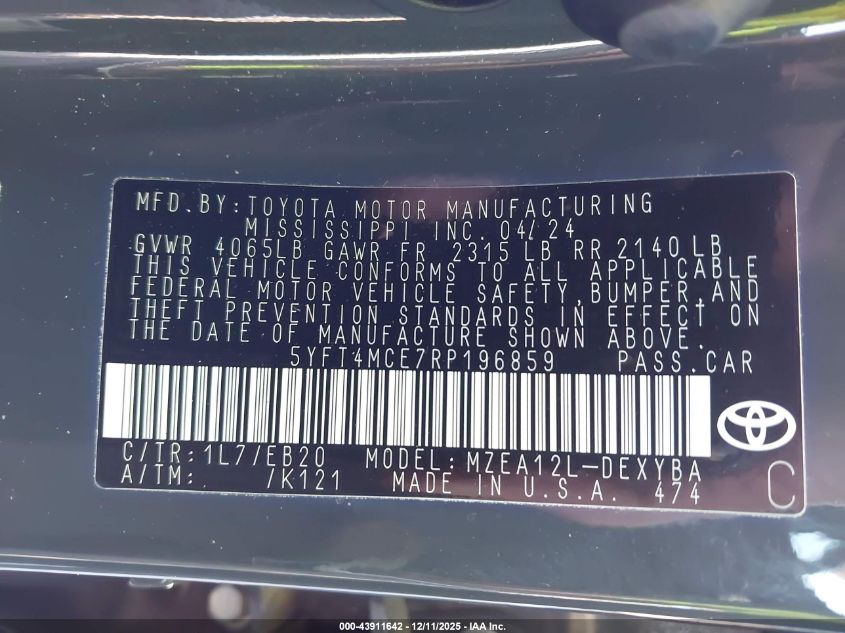 MFD.BY:TOYOTA MOTOR MANUFACTURING
MISSISSIPPI INC. 04/24
GVWR 4065LB GAWR FR 2315 LB RR 2140LB
THIS VEHICLE CONFORMS TO ALL APPLICABLE
FEDERAL MOTOR VEHICLE SAFETY,BUMPER,AND
THEFT PREVENTION STANDARDS IN EFFECT ON
THE DATE OF MANUFACTURE SHOWN ABOVE.
5YFT4MCE7RP196859 PASS.CAR
C/TR:1L7/EB20 MODEL:MZEA12L-DEXYBA
A/TM: /K121 MADE IN U.S.A. 474
C
000-43911642 - 12/11/2025 - IAA Inc.